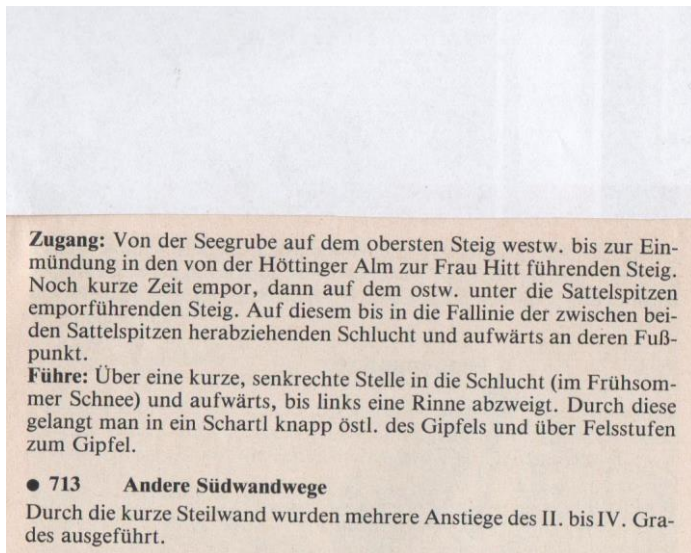 Zugang: Von der Seegrube auf dem obersten Steig westw. bis zur Ein-
mündung in den von der Höttinger Alm zur Frau Hitt führenden Steig.
Noch kurze Zeit empor, dann auf dem ostw. unter die Sattelspitzen
emporführenden Steig. Auf diesem bis in die Fallinie der zwischen bei-
den Sattelspitzen herabziehenden Schlucht und aufwärts an deren Fuß-
punkt.
Führe: Über eine kurze, senkrechte Stelle in die Schlucht (im Frühsom-
mer Schnee) und aufwärts, bis links eine Rinne abzweigt. Durch diese
gelangt man in ein Schartl knapp östl. des Gipfels und über Felsstufen
zum Gipfel.
● 713 Andere Südwandwege
Durch die kurze Steilwand wurden mehrere Anstiege des II. bis IV. Gra-
des ausgeführt.